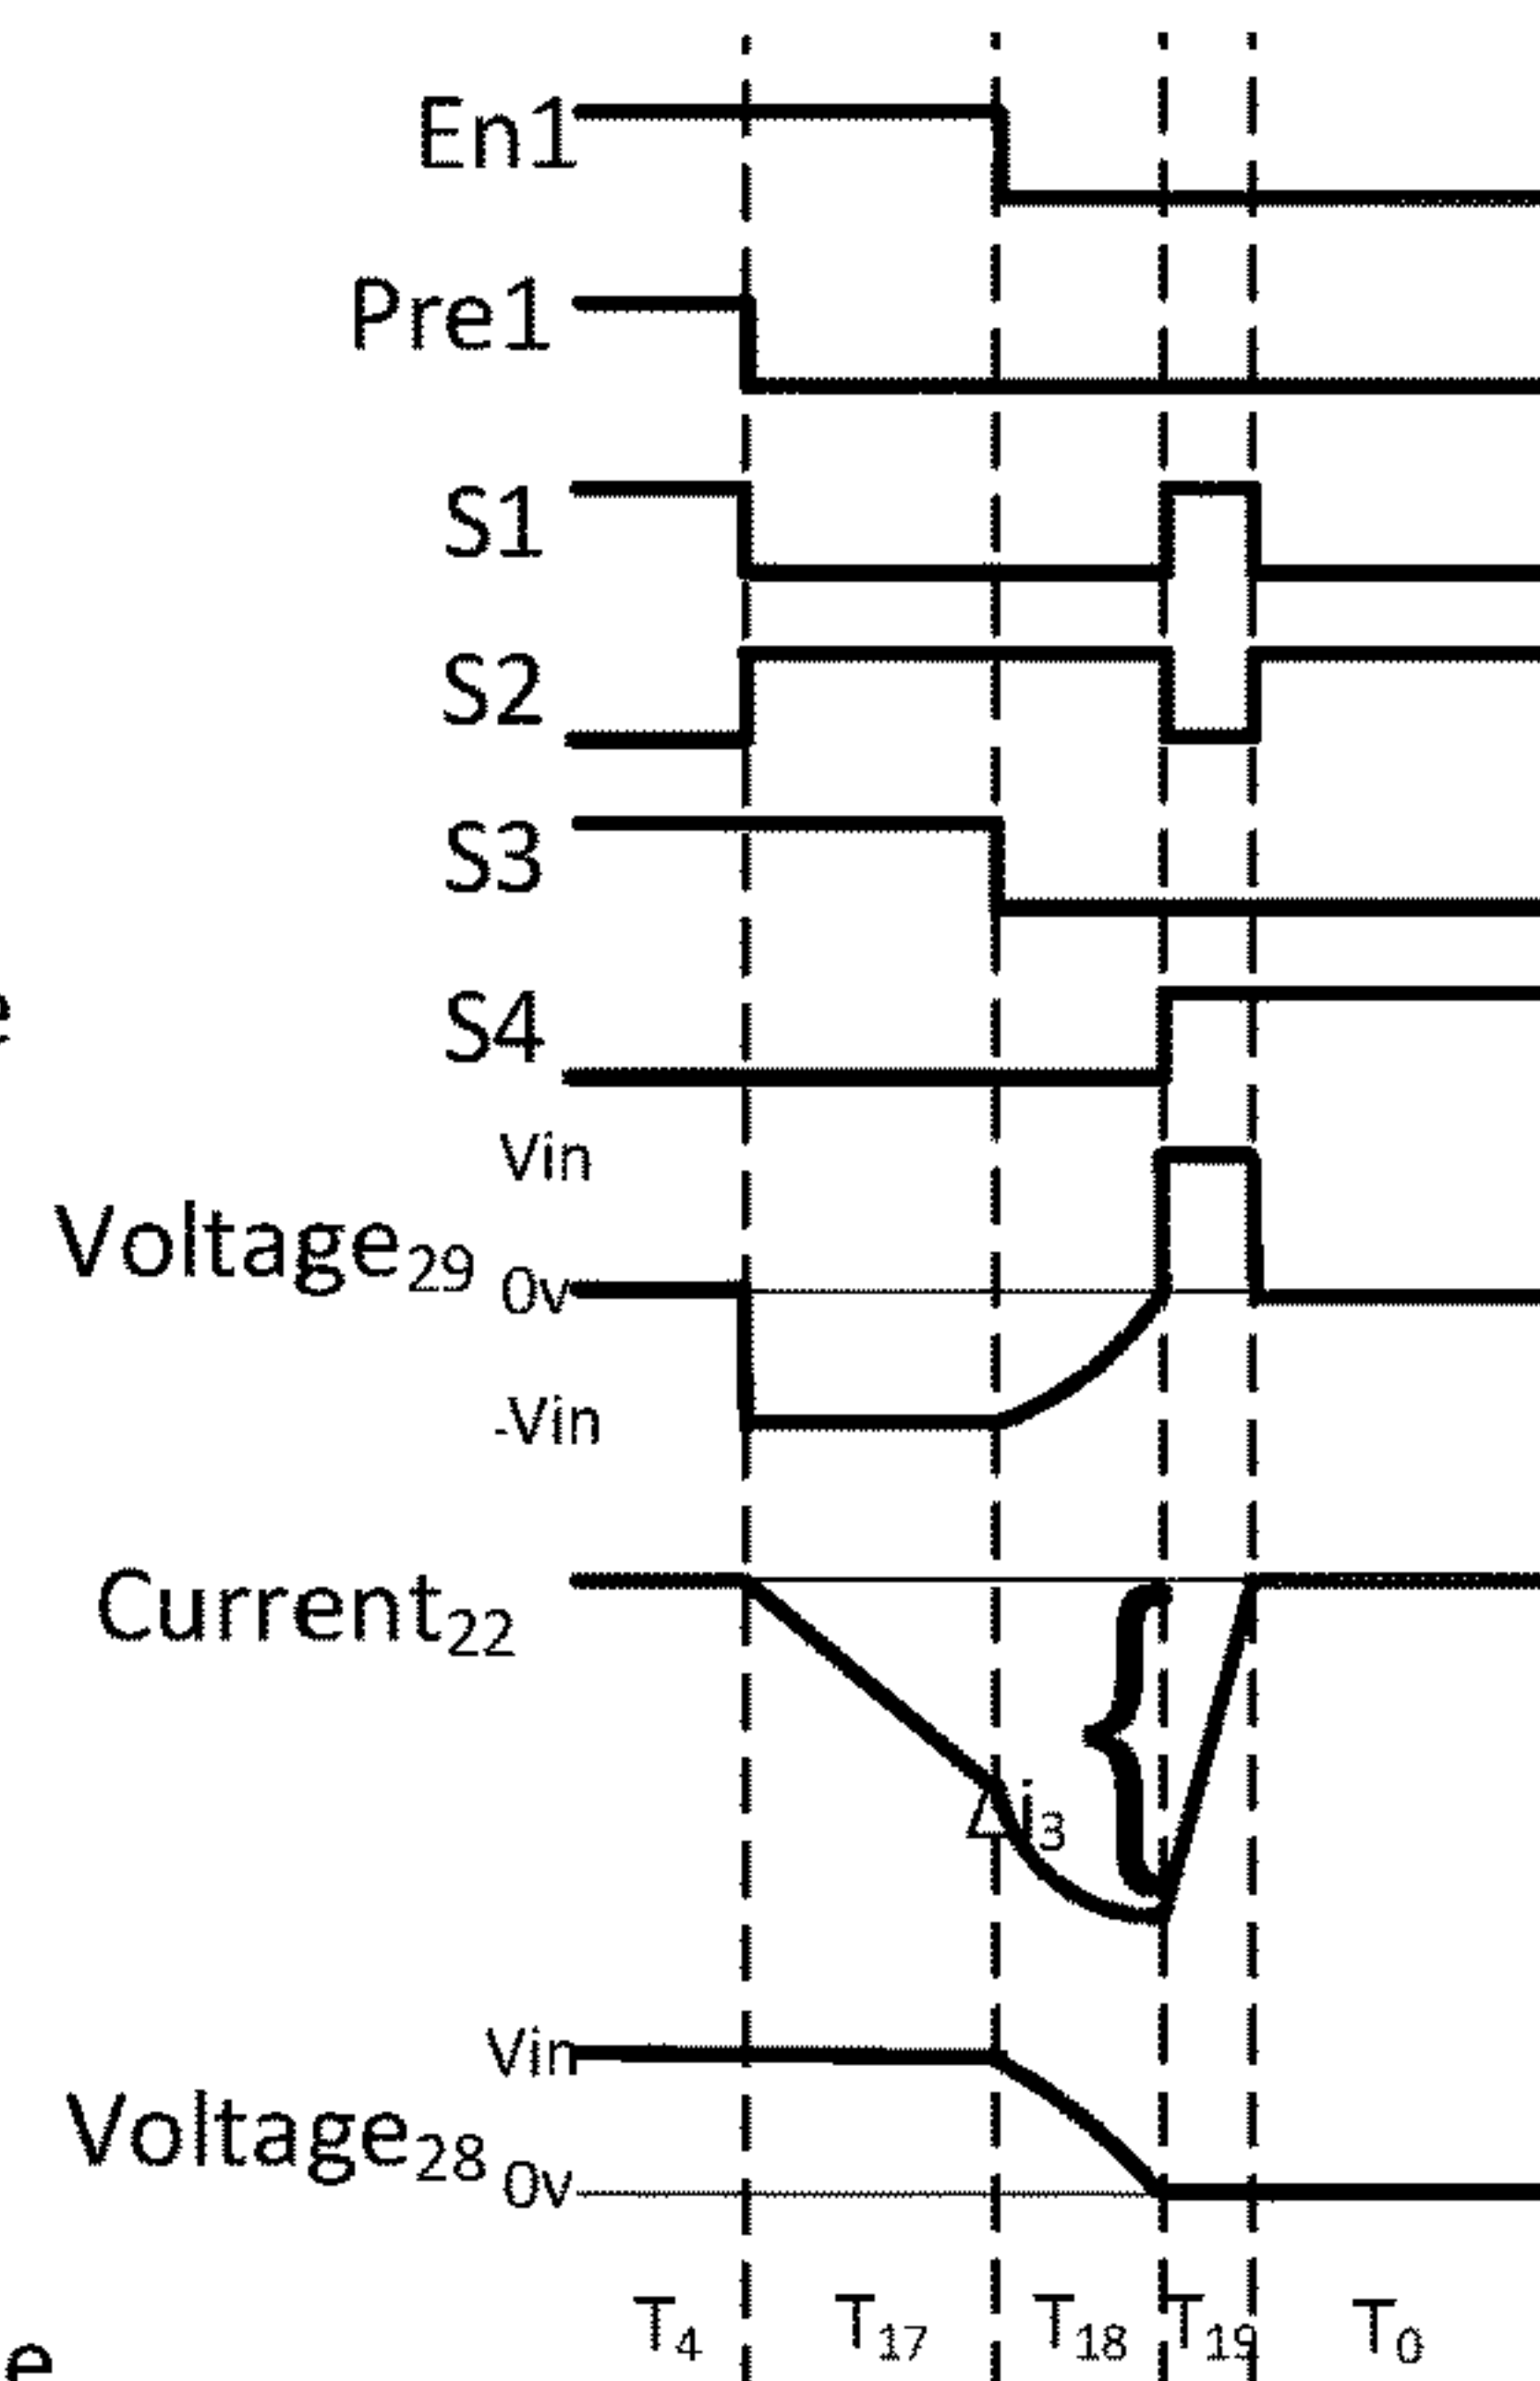 En1
Pre1
S1
S2
S3
e
S4
Vin
Voltage29
0v
-Vin
Current22
{
Δi3
Vin
Voltage28
0v
T4 T17 T18 T19 T0
e